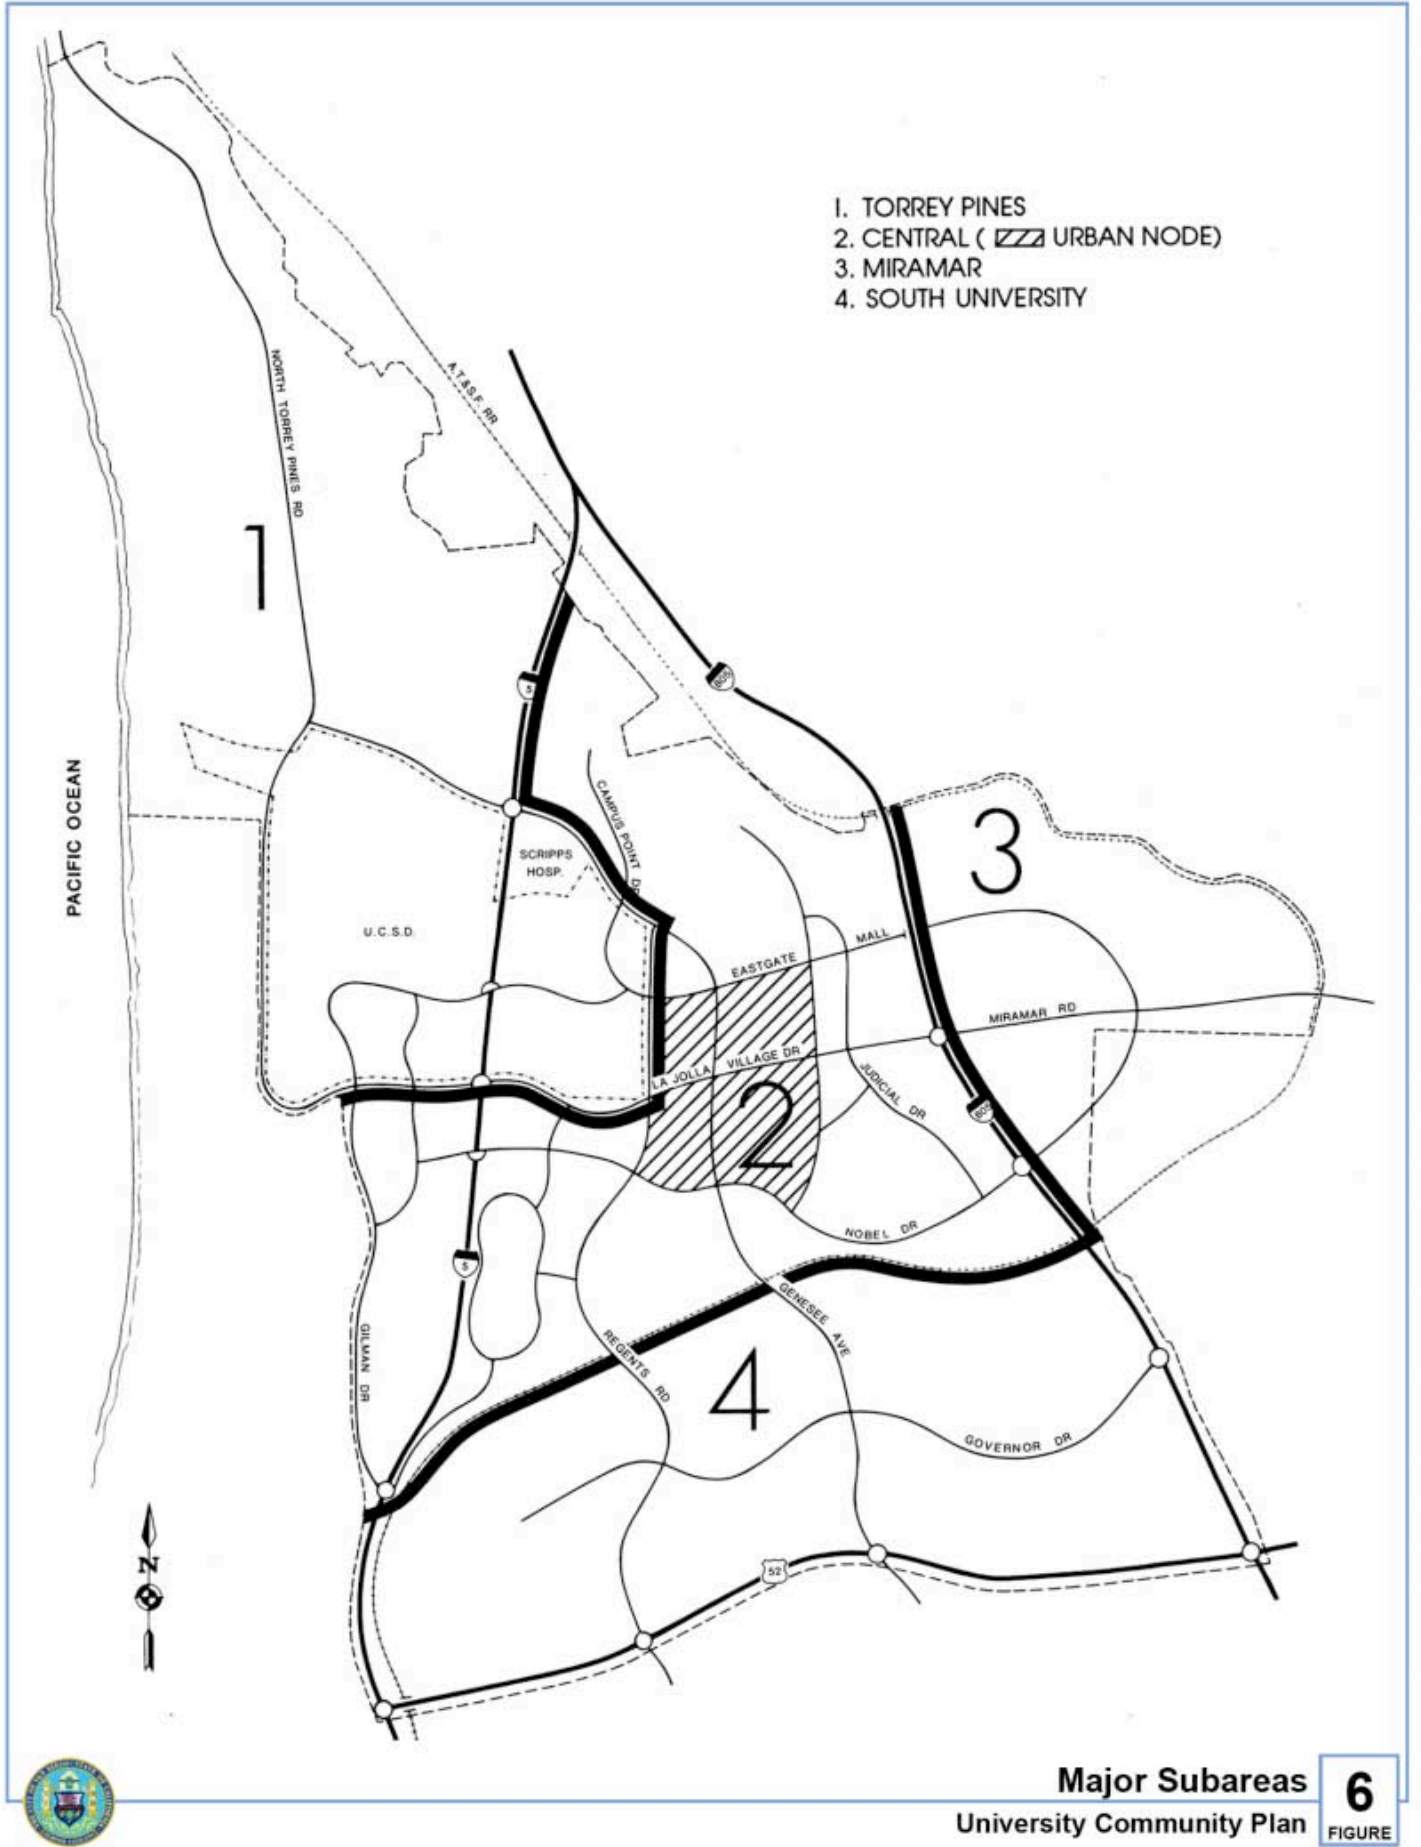 1. TORREY PINES
2. CENTRAL ( URBAN NODE)
3. MIRAMAR
4. SOUTH UNIVERSITY
NORTH TORREY PINES RD
A.T.&S.F. RR
1
805
5
PACIFIC OCEAN
CAMPUS POINT DR
3
SCRIPPS
HOSP.
U.C.S.D.
EASTGATE MALL
MIRAMAR RD
LA JOLLA VILLAGE DR
JUDICIAL DR
2
805
NOBEL DR
5
GENESEE AVE
GILMAN DR
REGENTS RD
4
GOVERNOR DR
N
52
Major Subareas
University Community Plan
6
FIGURE